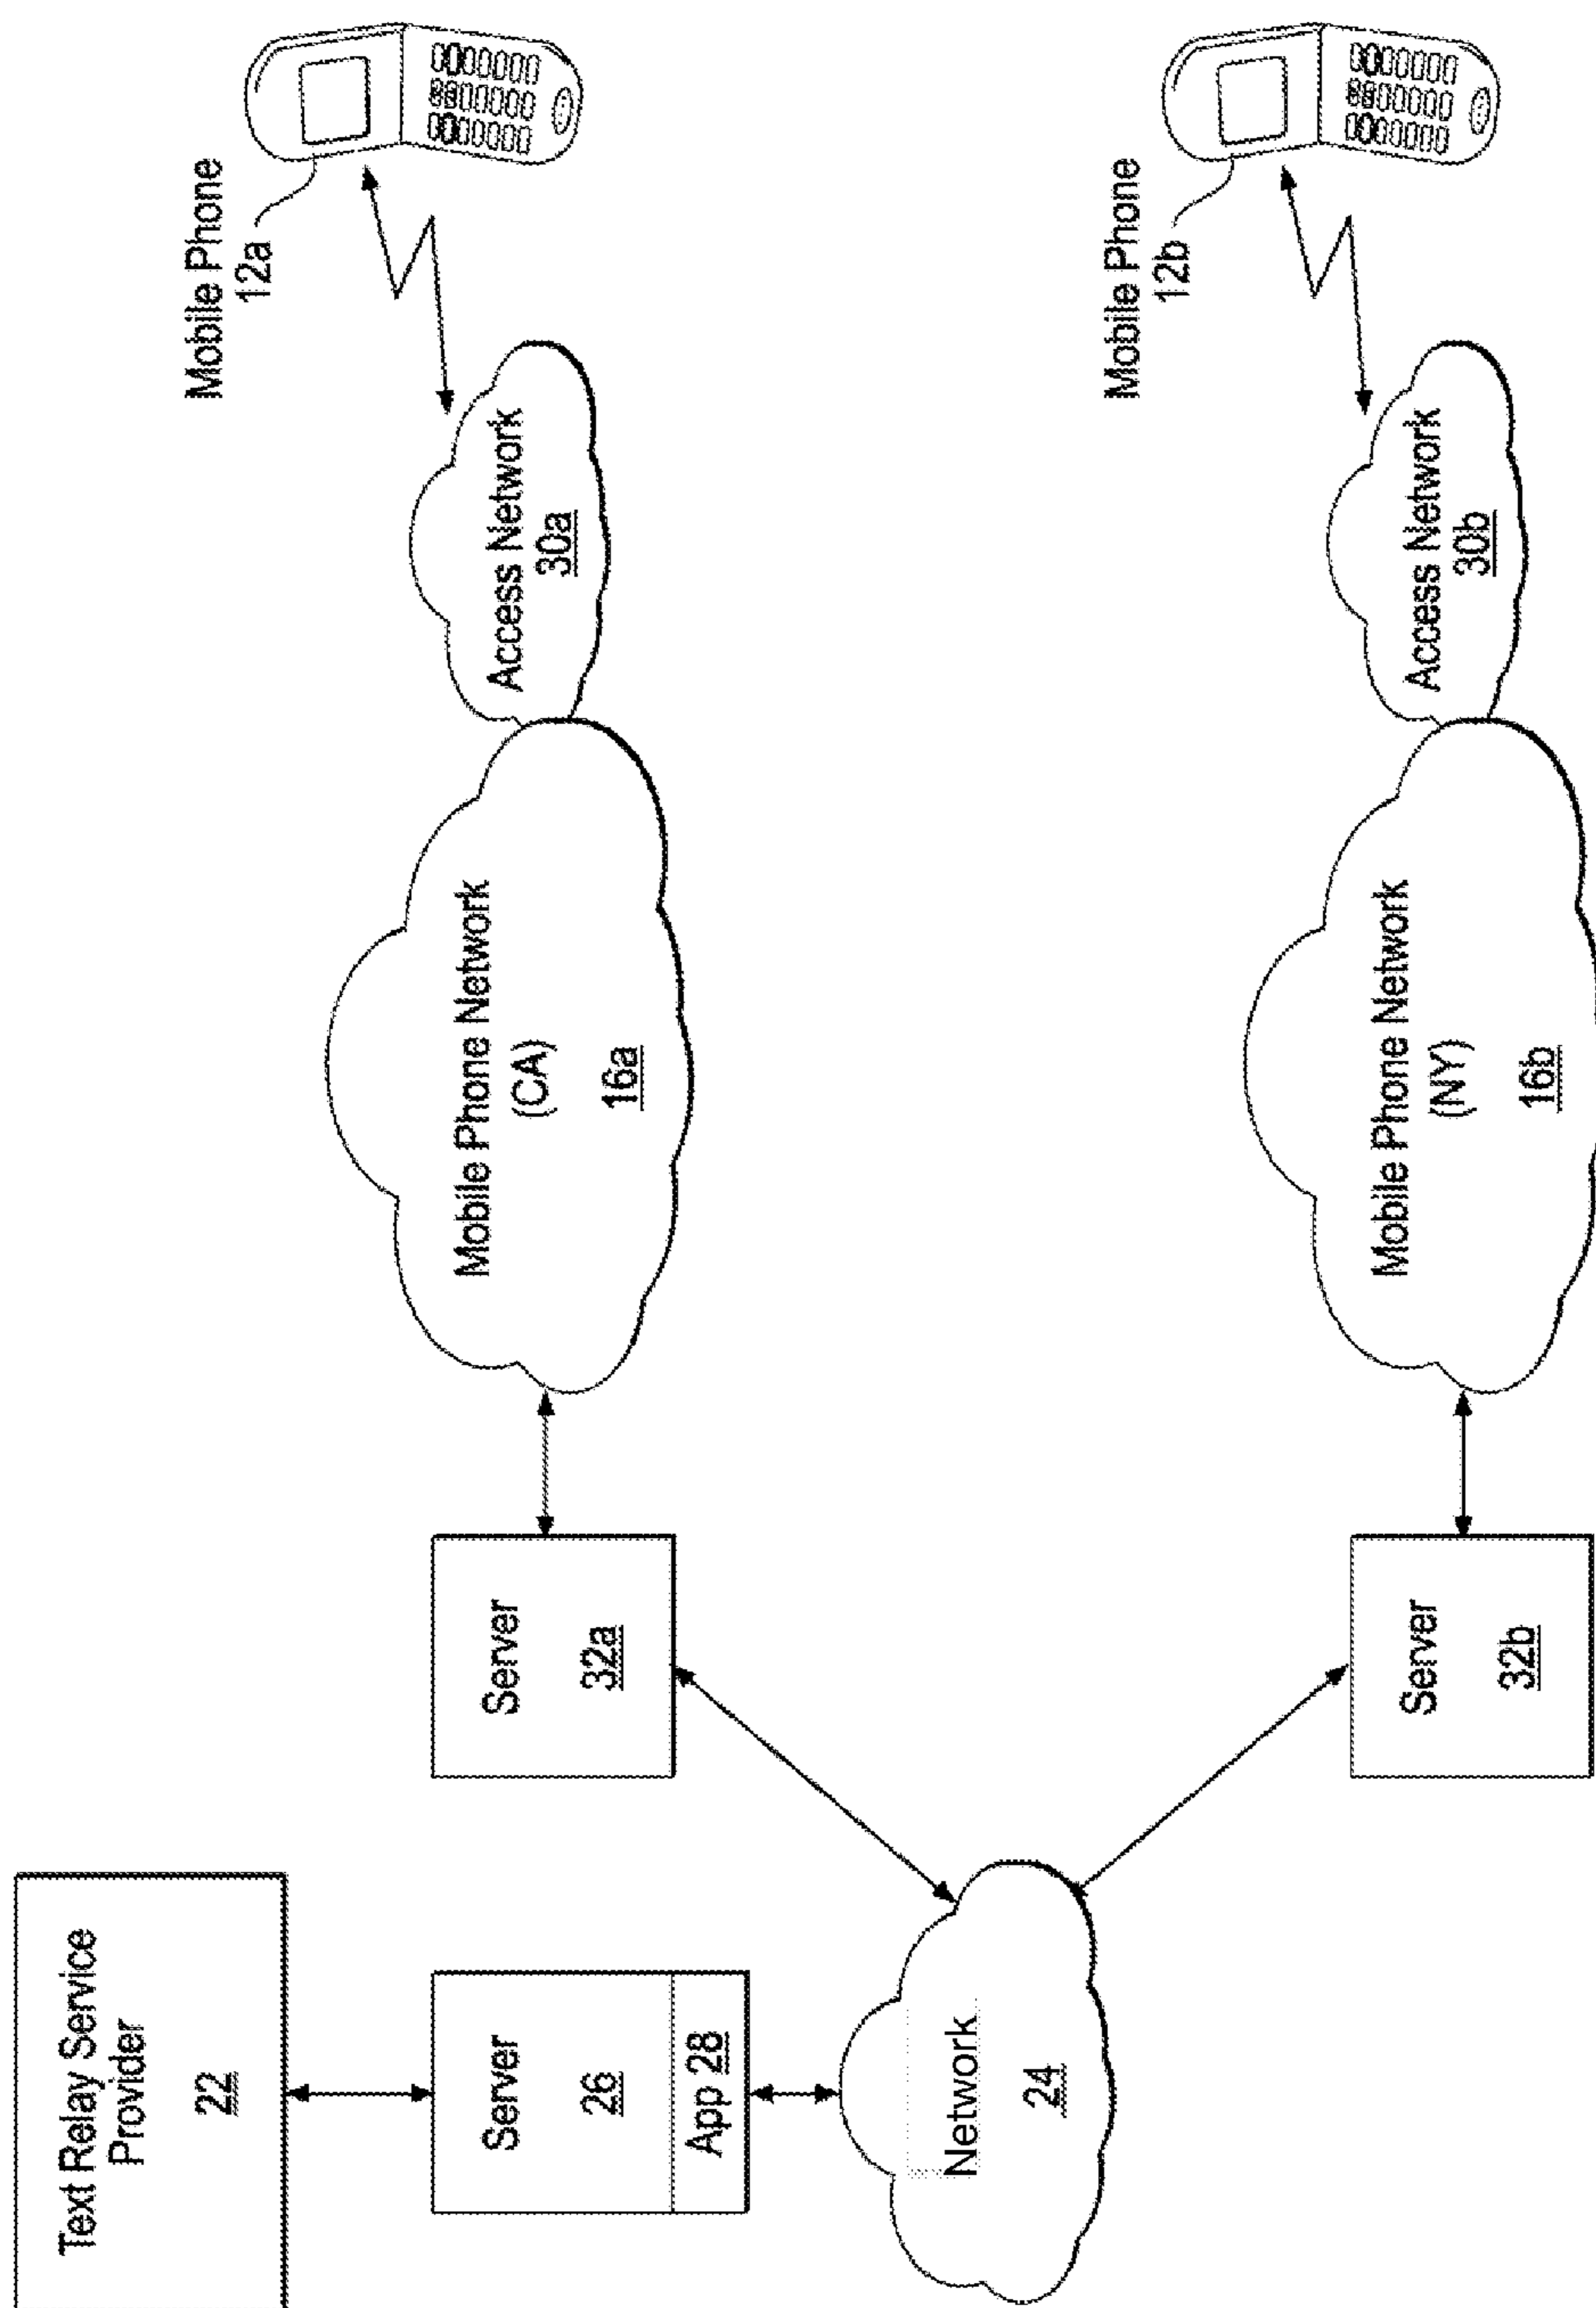 Text Relay Service
Provider
22
Server
26
App 28
Network
24
Server
32a
Mobile Phone Network
(CA)
16a
Access Network
30a
Mobile Phone
12a
Server
32b
Mobile Phone Network
(NY)
16b
Access Network
30b
Mobile Phone
12b